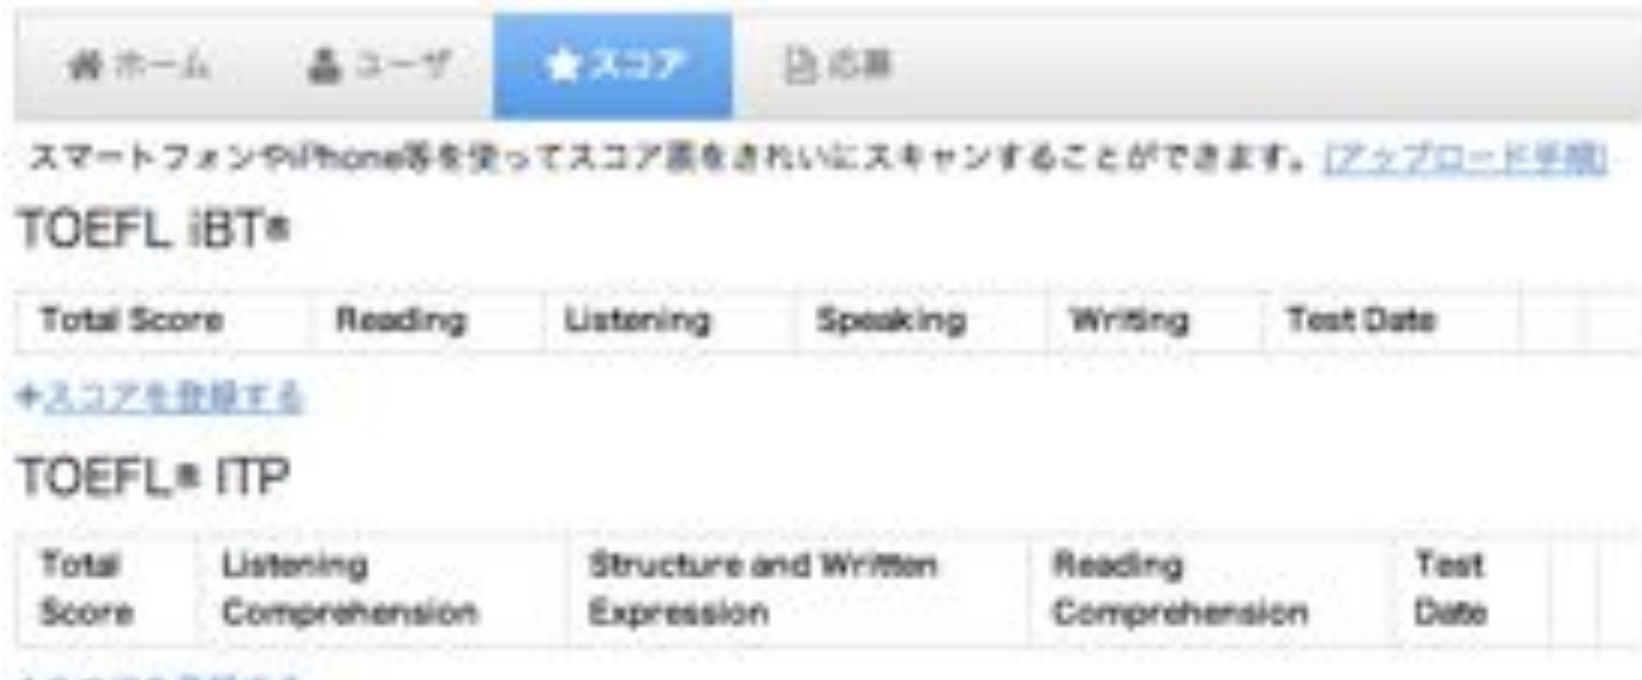 ホーム ユーザ スコア 応募
スマートフォンやiPhone等を使ってスコア票をきれいにスキャンすることができます。[アップロード手順]
TOEFL iBT®
Total Score Reading Listening Speaking Writing Test Date
+スコアを登録する
TOEFL® ITP
Total Score Listening Comprehension Structure and Written Expression Reading Comprehension Test Date